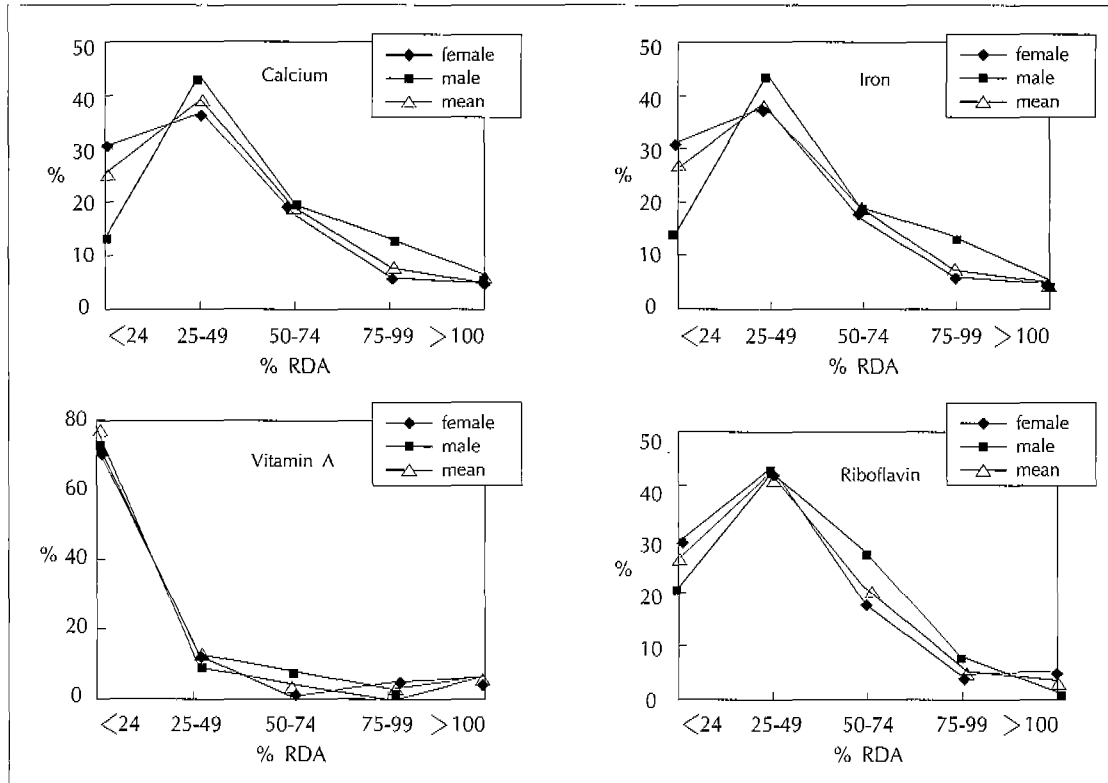 Calcium
female
male
mean
50
40
30
20
10
0
%
<24 25-49 50-74 75-99 >100
% RDA
Iron
female
male
mean
50
40
30
20
10
0
%
<24 25-49 50-74 75-99 >100
% RDA
Vitamin A
female
male
mean
80
60
40
20
0
%
<24 25-49 50-74 75-99 >100
% RDA
Riboflavin
female
male
mean
50
40
30
20
10
0
%
<24 25-49 50-74 75-99 >100
% RDA